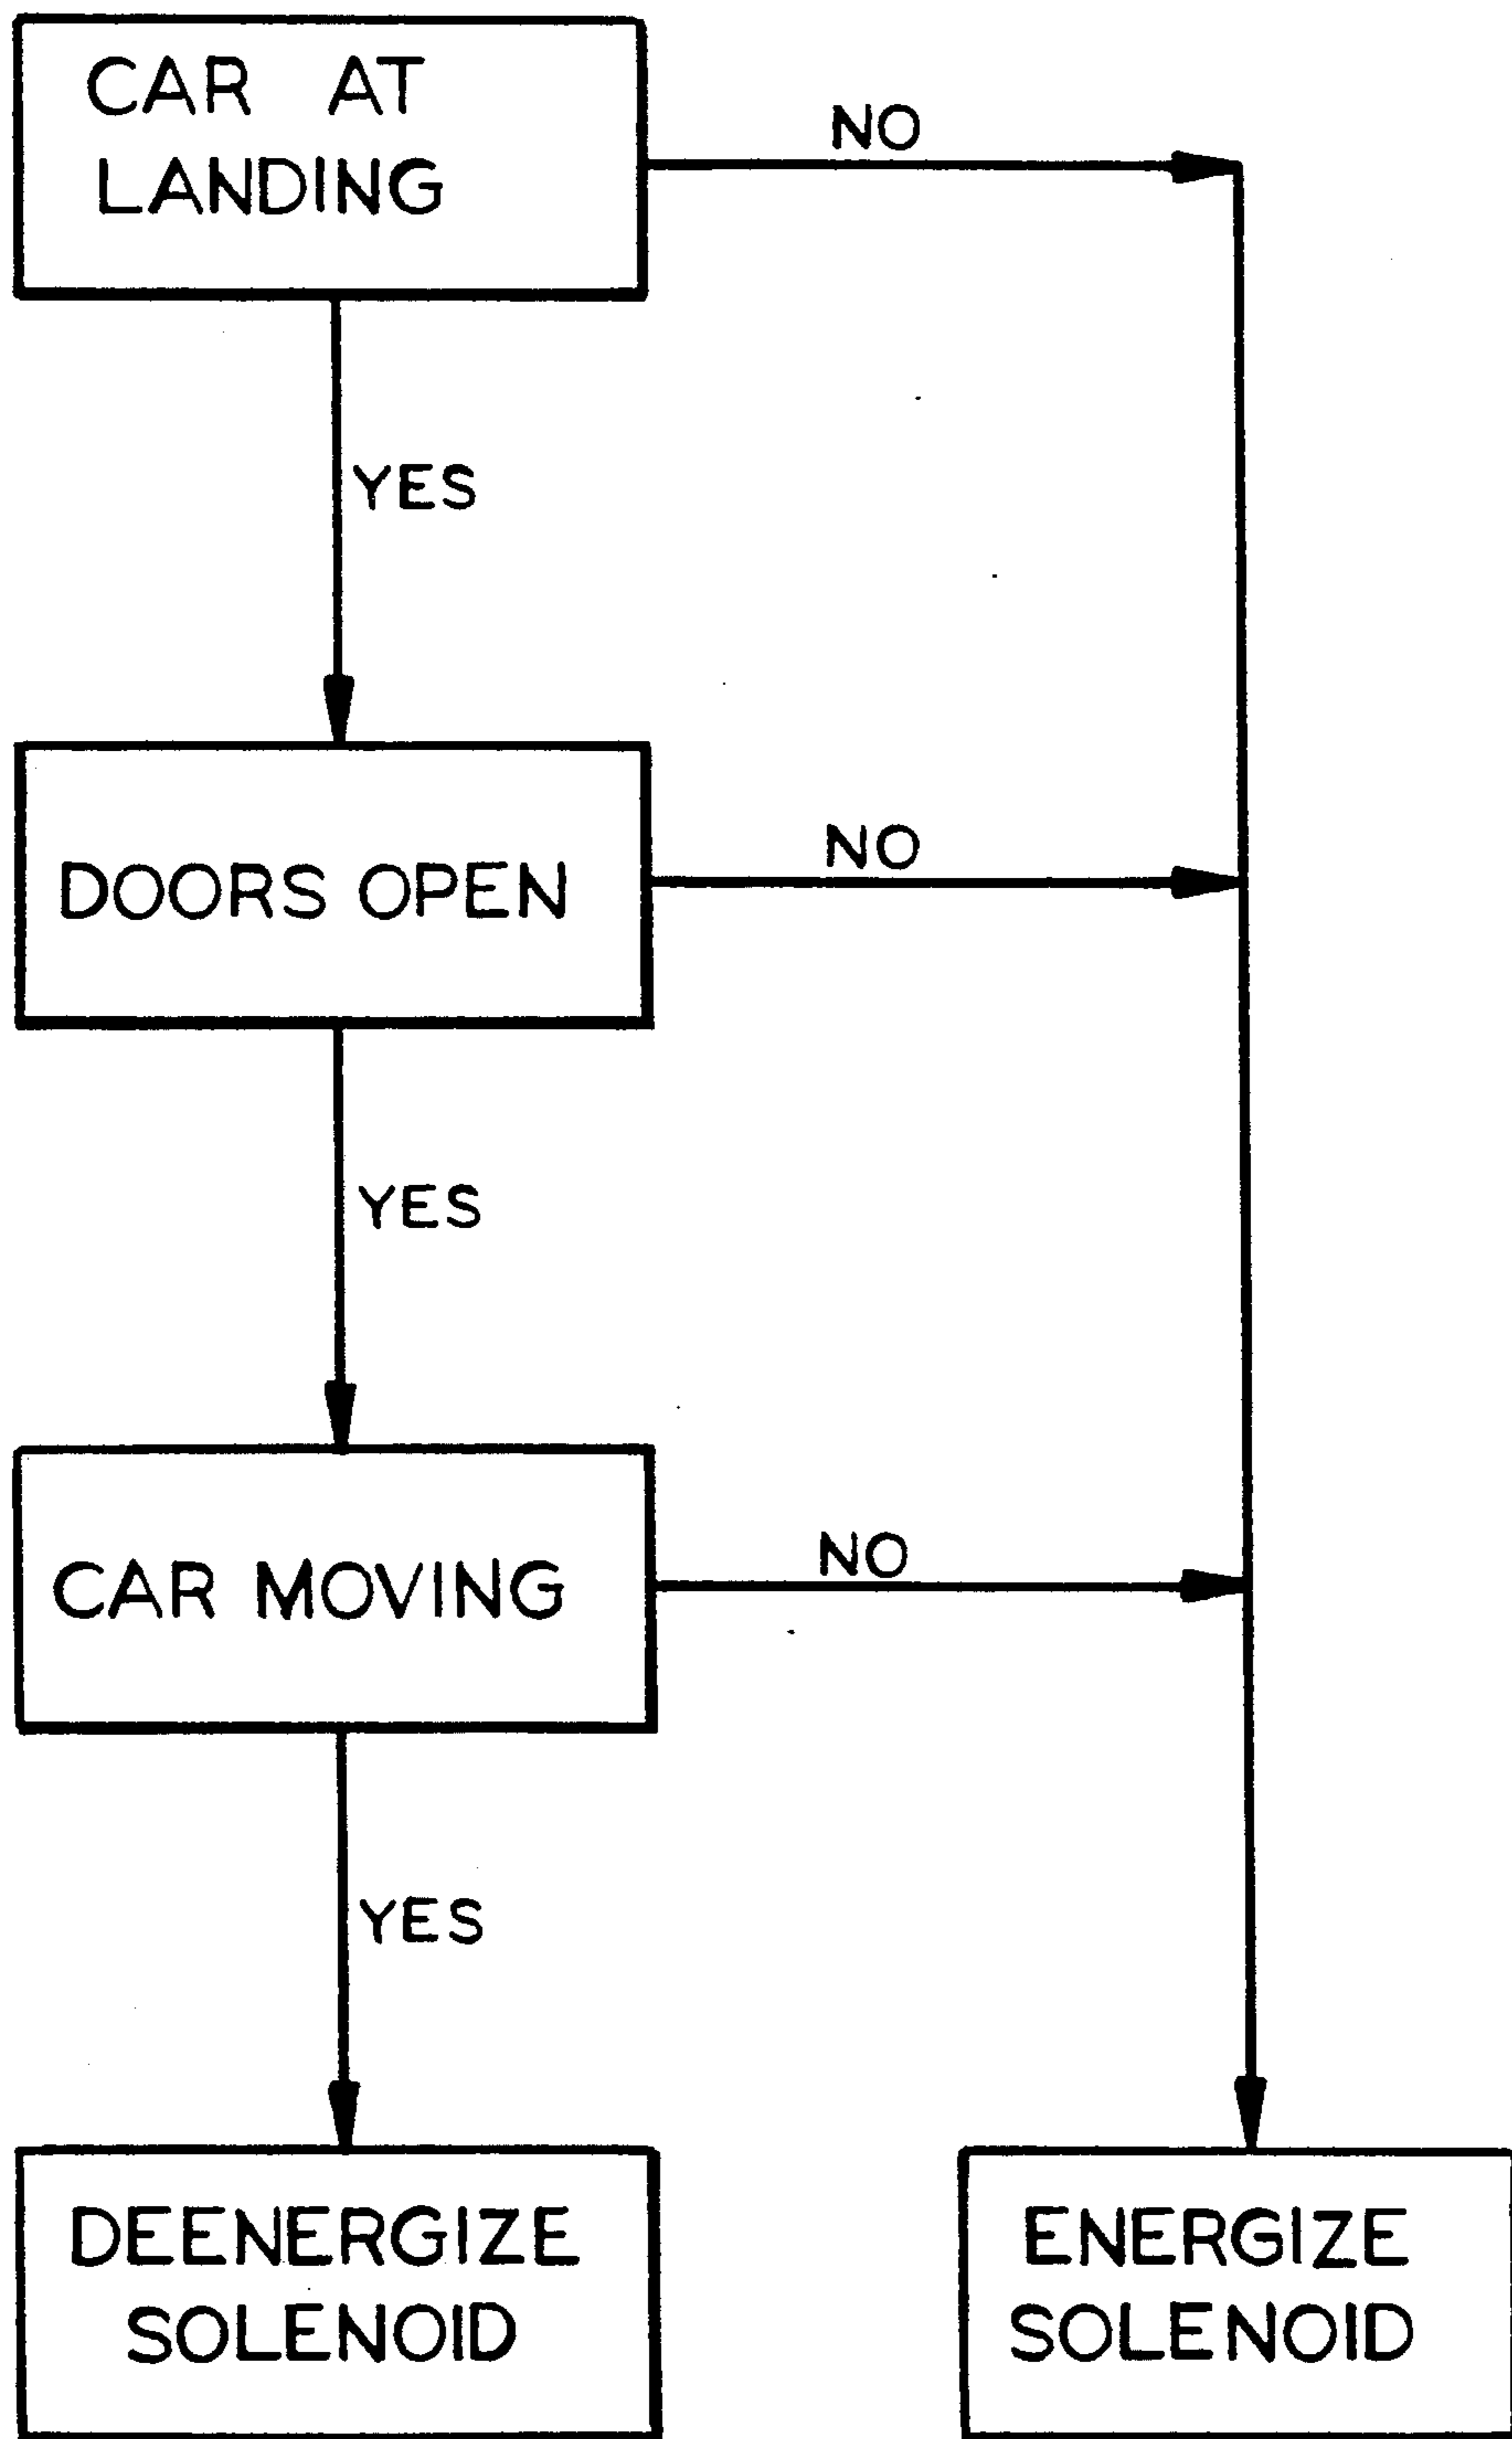 CAR AT
LANDING
NO
YES
DOORS OPEN
NO
YES
CAR MOVING
NO
YES
DEENERGIZE
SOLENOID
ENERGIZE
SOLENOID